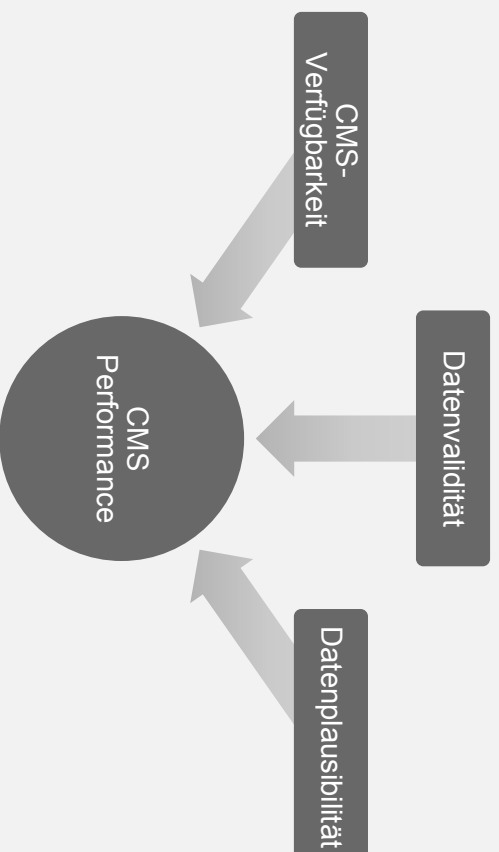 CMS-
Verfügbarkeit
Datenvalidität
Datenplausibilität
CMS
Performance